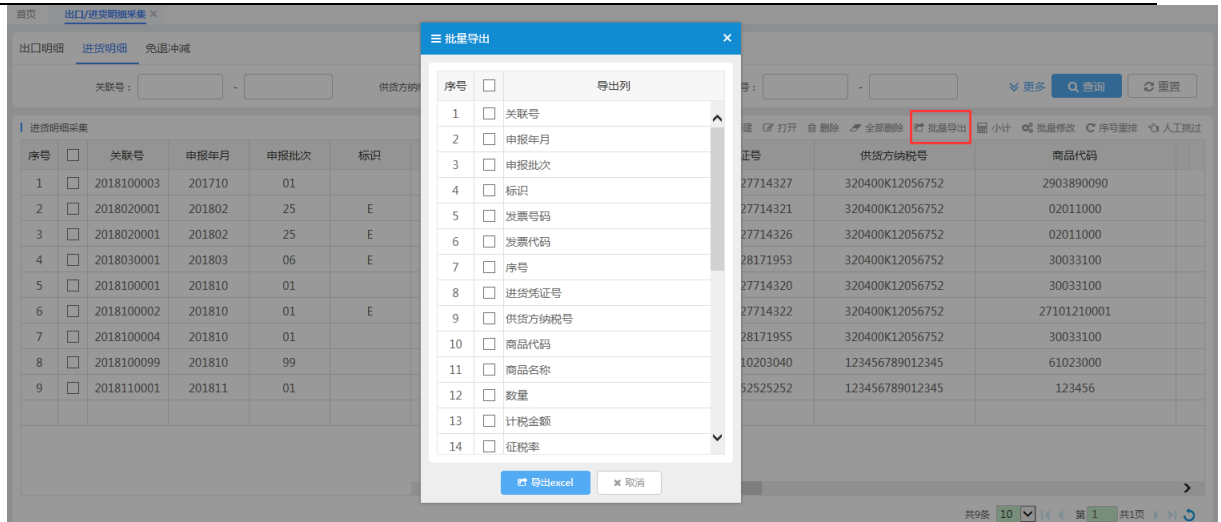 首页 出口/进货明细采集 ×
出口明细 进货明细 免退冲减
关联号： - 供货方纳 号： - 更多 查询 重置
进货明细采集 建 打开 删除 全部删除 批量导出 小计 批量修改 序号重排 人工挑过
序号 关联号 申报年月 申报批次 标识 证号 供货方纳税号 商品代码
1 2018100003 201710 01 27714327 320400K12056752 2903890090
2 2018020001 201802 25 E 27714321 320400K12056752 02011000
3 2018020001 201802 25 E 27714326 320400K12056752 02011000
4 2018030001 201803 06 E 28171953 320400K12056752 30033100
5 2018100001 201810 01 27714320 320400K12056752 30033100
6 2018100002 201810 01 E 27714322 320400K12056752 27101210001
7 2018100004 201810 01 28171955 320400K12056752 30033100
8 2018100099 201810 99 10203040 123456789012345 61023000
9 2018110001 201811 01 52525252 123456789012345 123456
共9条 10 第 1 共1页
批量导出 ×
序号 导出列
1 关联号
2 申报年月
3 申报批次
4 标识
5 发票号码
6 发票代码
7 序号
8 进货凭证号
9 供货方纳税号
10 商品代码
11 商品名称
12 数量
13 计税金额
14 征税率
导出excel 取消